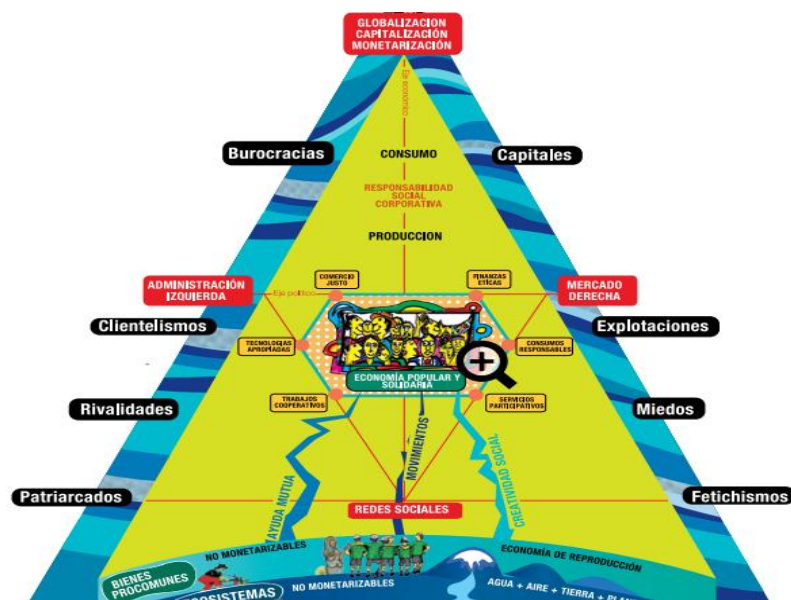 GLOBALIZACION
CAPITALIZACIÓN
MONETARIZACIÓN
Eje económico
Burocracias
CONSUMO
Capitales
RESPONSABILIDAD
SOCIAL
CORPORATIVA
PRODUCCION
ADMINISTRACIÓN
IZQUIERDA
Eje político
COMERCIO
JUSTO
FINANZAS
ETICAS
MERCADO
DERECHA
Clientelismos
Explotaciones
TECNOLOGIAS
APROPIADAS
CONSUMOS
RESPONSABLES
ECONOMÍA POPULAR Y
SOLIDARIA
TRABAJOS
COOPERATIVOS
SERVICIOS
PARTICIPATIVOS
Rivalidades
Miedos
MOVIMIENTOS
AYUDA MUTUA
CREATIVIDAD SOCIAL
Patriarcados
REDES SOCIALES
Fetichismos
NO MONETARIZABLES
ECONOMÍA DE REPRODUCCIÓN
BIENES
PROCOMUNES
NO MONETARIZABLES
AGUA + AIRE + TIERRA +